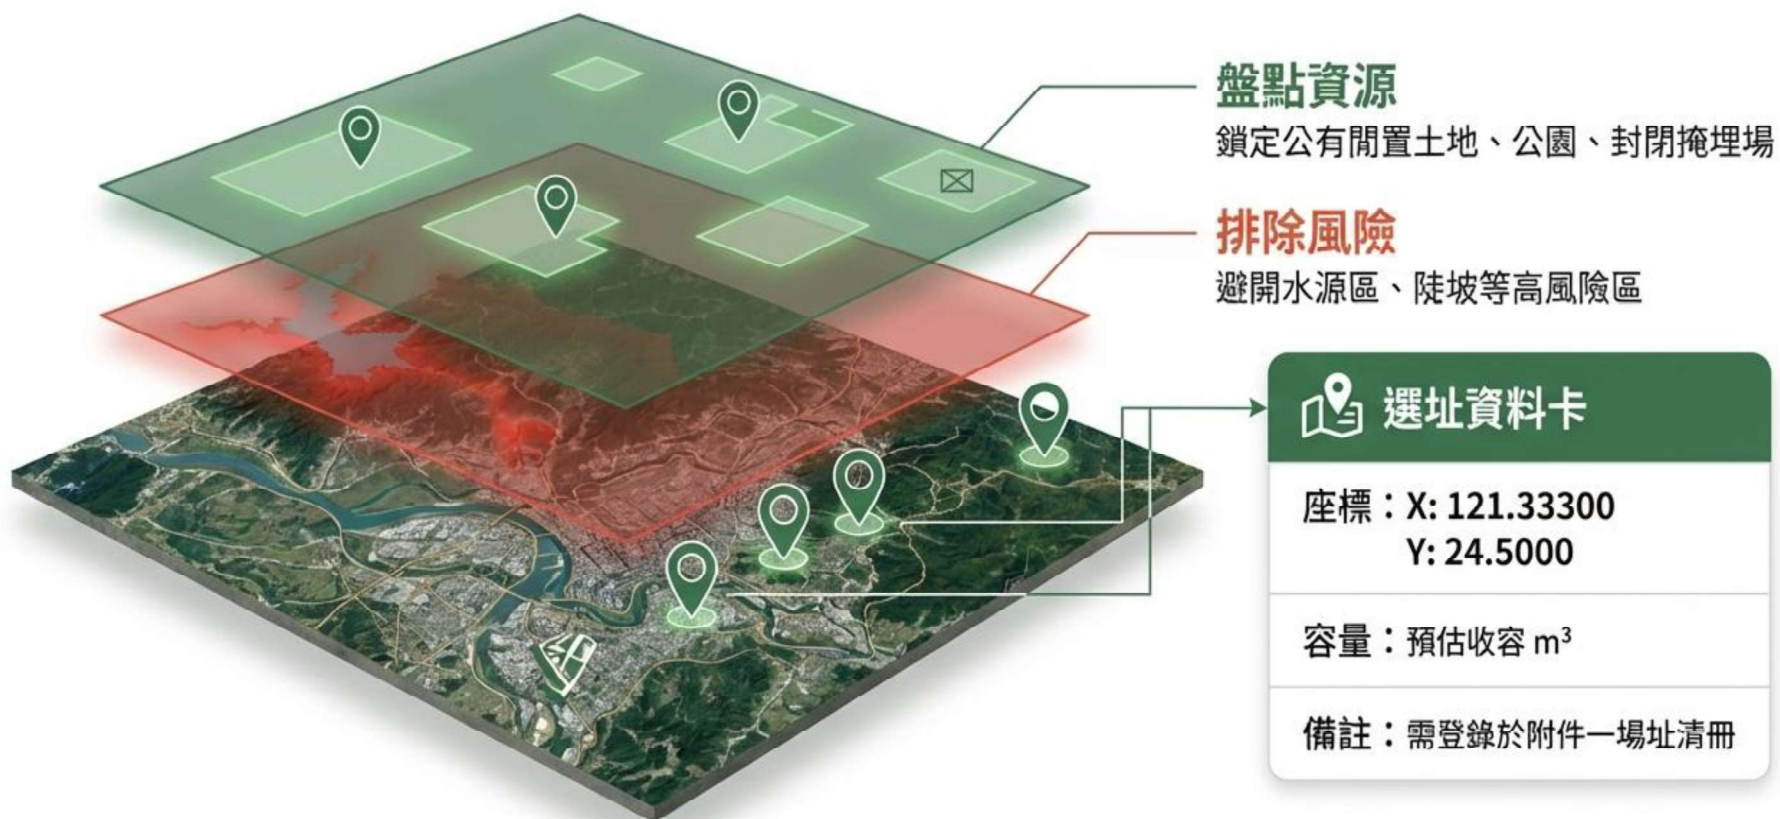 盤點資源
鎖定公有閒置土地、公園、封閉掩埋場
排除風險
避開水源區、陡坡等高風險區
選址資料卡
座標：X: 121.33300
Y: 24.5000
容量：預估收容 m³
備註：需登錄於附件一場址清冊